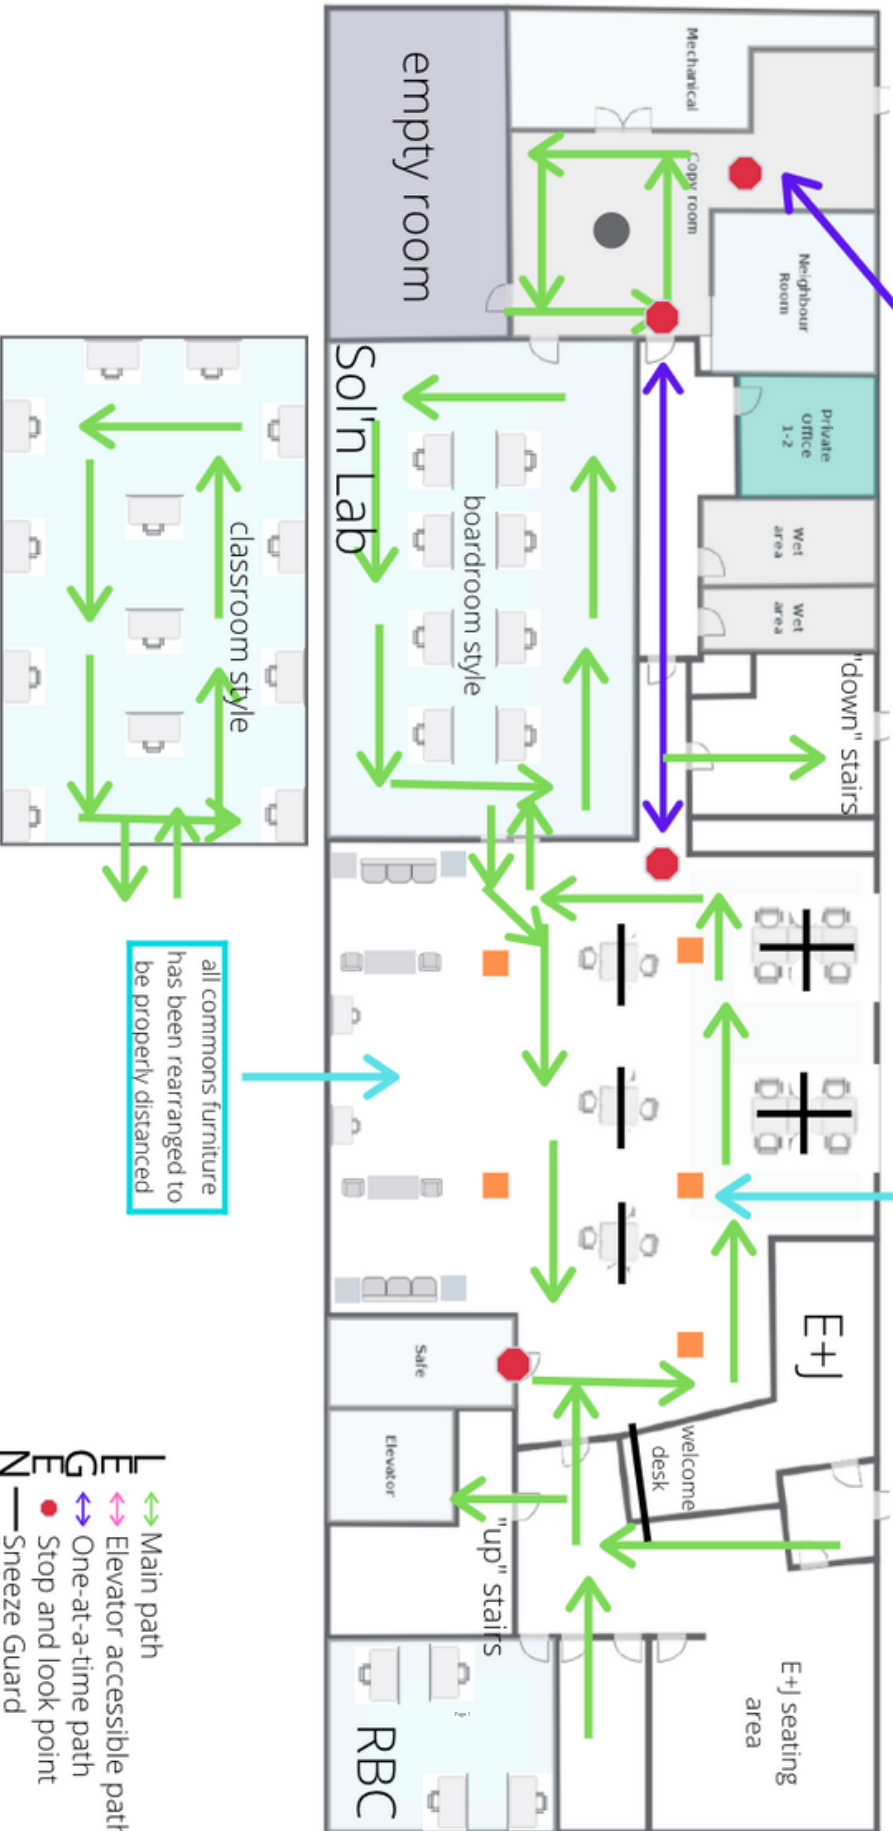 empty room
Mechanical
Copy room
Neighbour
Room
Private
Office
1-2
Wet
area
Wet
area
"down" stairs
Sol'n Lab
boardroom style
classroom style
all commons furniture
has been rearranged to
be properly distanced
E+J
Safe
Elevator
welcome
desk
"up" stairs
E+J seating
area
RBC
Page 1
LEGEN
Main path
Elevator accessible path
One-at-a-time path
Stop and look point
Sneeze Guard